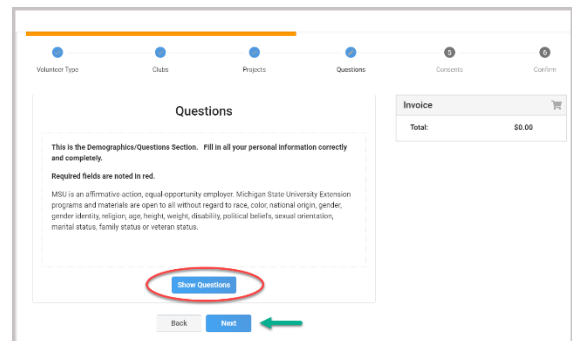 Volunteer Type
Clubs
Projects
Questions
5
Consents
6
Confirm
Questions
This is the Demographics/Questions Section. Fill in all your personal information correctly
and completely.
Required fields are noted in red.
MSU is an affirmative-action, equal-opportunity employer. Michigan State University Extension
programs and materials are open to all without regard to race, color, national origin, gender,
gender identity, religion, age, height, weight, disability, political beliefs, sexual orientation,
marital status, family status or veteran status.
Show Questions
Back
Next
Invoice
Total: $0.00